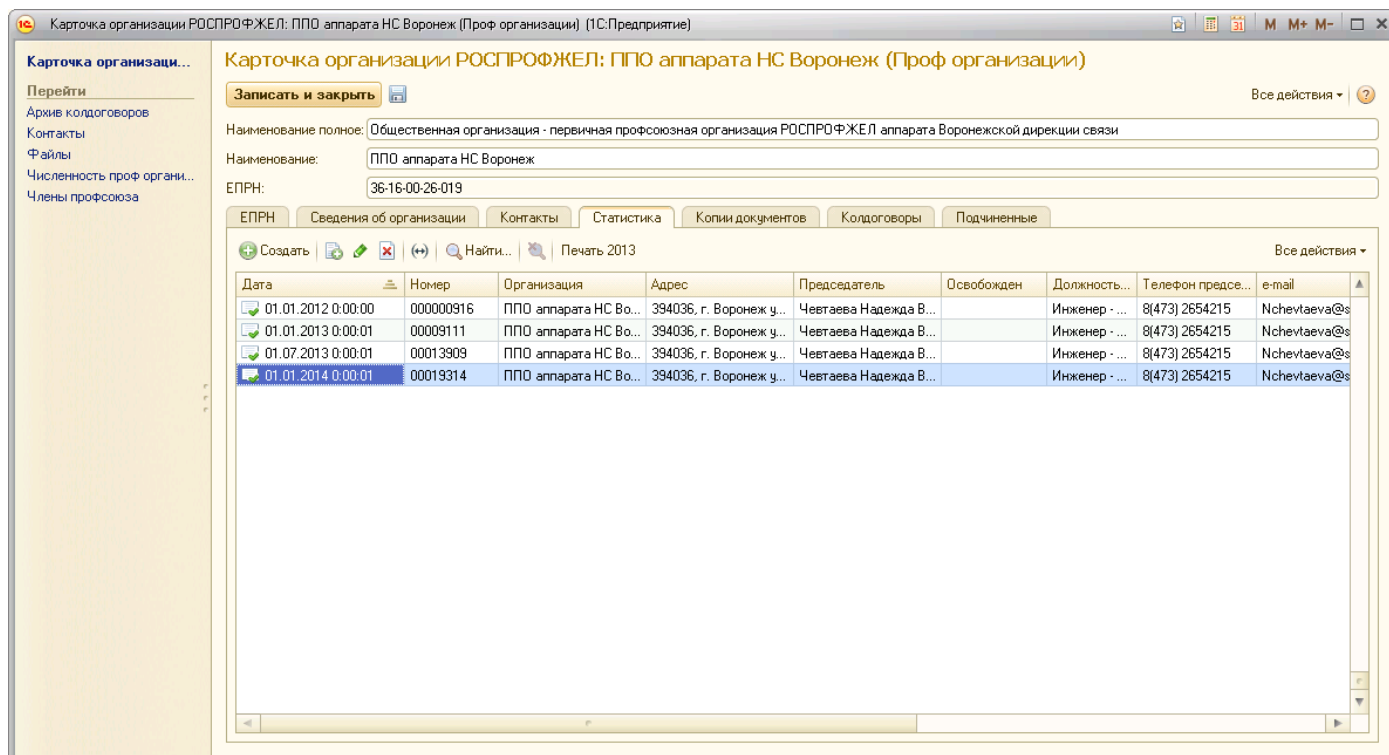 Карточка организации РОСПРОФЖЕЛ: ППО аппарата НС Воронеж (Проф организации) (1С:Предприятие) 31 M M+ M-
Карточка организаци...
Перейти
Архив колдоговоров
Контакты
Файлы
Численность проф органи...
Члены профсоюза
Карточка организации РОСПРОФЖЕЛ: ППО аппарата НС Воронеж (Проф организации)
Записать и закрыть Все действия ?
Наименование полное: Общественная организация - первичная профсоюзная организация РОСПРОФЖЕЛ аппарата Воронежской дирекции связи
Наименование: ППО аппарата НС Воронеж
ЕПРН: 36-16-00-26-019
ЕПРН Сведения об организации Контакты Статистика Копии документов Колдоговоры Подчиненные
Создать Найти... Печать 2013 Все действия
Дата Номер Организация Адрес Председатель Освобожден Должность... Телефон предсе... e-mail
01.01.2012 0:00:00 000000916 ППО аппарата НС Во... 394036, г. Воронеж у... Чевтаева Надежда В... Инженер - ... 8(473) 2654215 Nchevtaeva@s
01.01.2013 0:00:01 00009111 ППО аппарата НС Во... 394036, г. Воронеж у... Чевтаева Надежда В... Инженер - ... 8(473) 2654215 Nchevtaeva@s
01.07.2013 0:00:01 00013909 ППО аппарата НС Во... 394036, г. Воронеж у... Чевтаева Надежда В... Инженер - ... 8(473) 2654215 Nchevtaeva@s
01.01.2014 0:00:01 00019314 ППО аппарата НС Во... 394036, г. Воронеж у... Чевтаева Надежда В... Инженер - ... 8(473) 2654215 Nchevtaeva@s